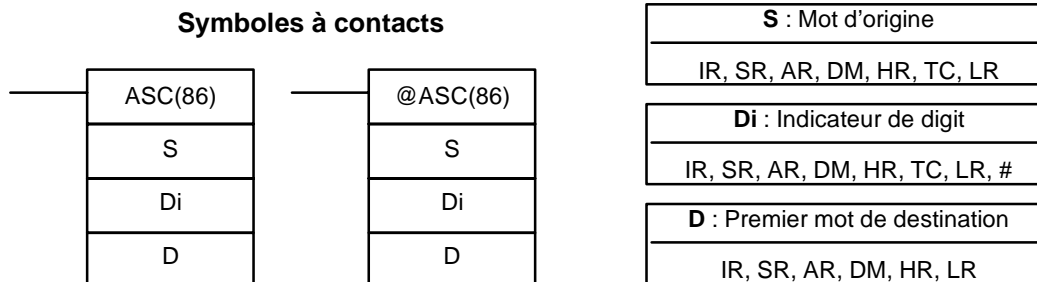 Symboles à contacts
ASC(86)
S
Di
D
@ASC(86)
S
Di
D
S : Mot d’origine
IR, SR, AR, DM, HR, TC, LR
Di : Indicateur de digit
IR, SR, AR, DM, HR, TC, LR, #
D : Premier mot de destination
IR, SR, AR, DM, HR, LR